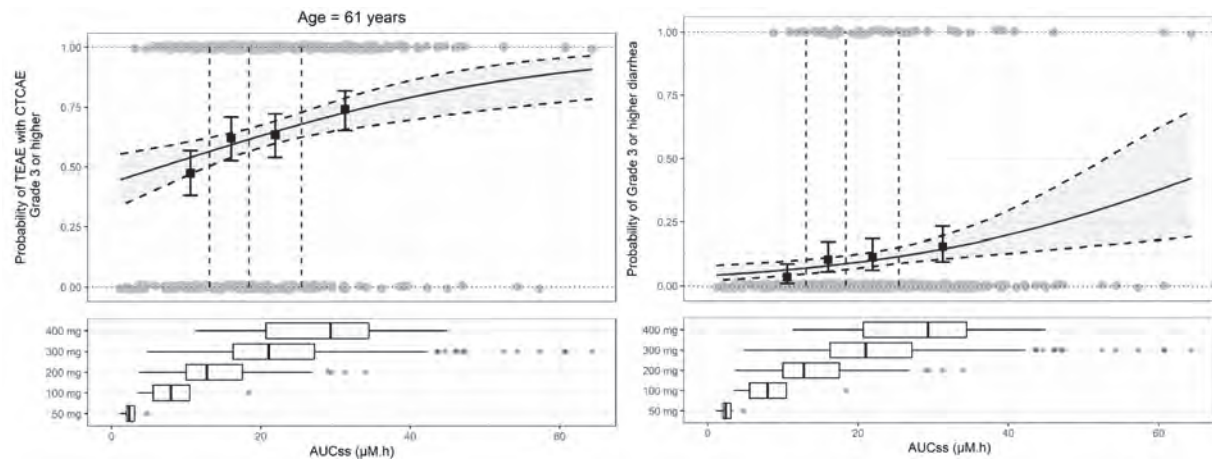 Age = 61 years
Probability of TEAE with CTCAE
Grade 3 or higher
1.00
0.75
0.50
0.25
0.00
400 mg
300 mg
200 mg
100 mg
50 mg
0
20
40
60
AUCss (µM.h)
Probability of Grade 3 or higher diarrhea
1.00
0.75
0.50
0.25
0.00
400 mg
300 mg
200 mg
100 mg
50 mg
0
20
40
60
AUCss (µM.h)